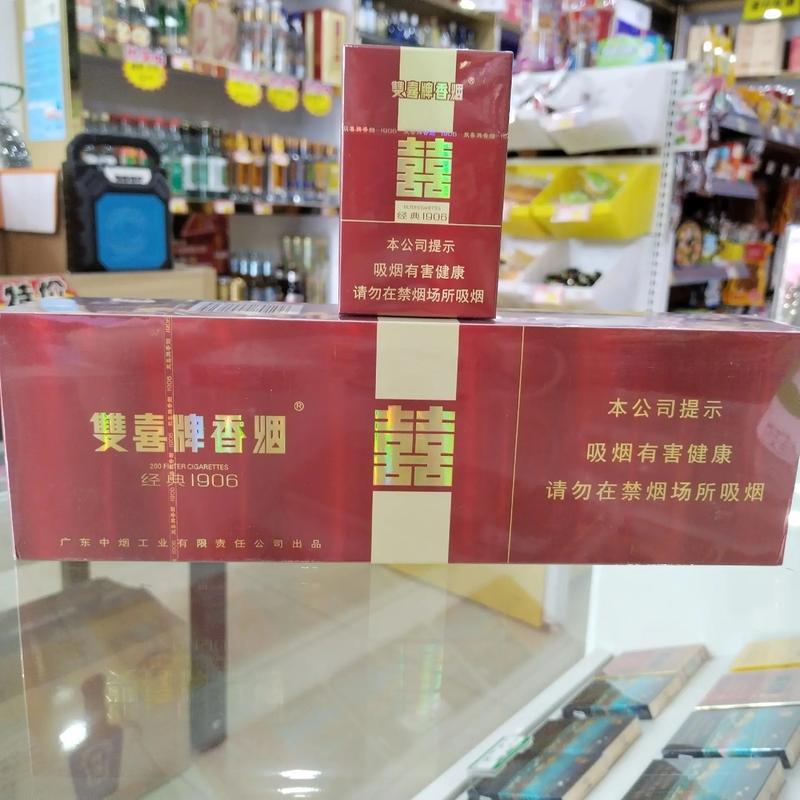 雙喜牌香烟®
囍
FILTER CIGARETTES
经典1906
本公司提示
吸烟有害健康
请勿在禁烟场所吸烟
特价
雙喜牌香烟®
200 FILTER CIGARETTES
经典1906
广东中烟工业有限责任公司出品
囍
本公司提示
吸烟有害健康
请勿在禁烟场所吸烟